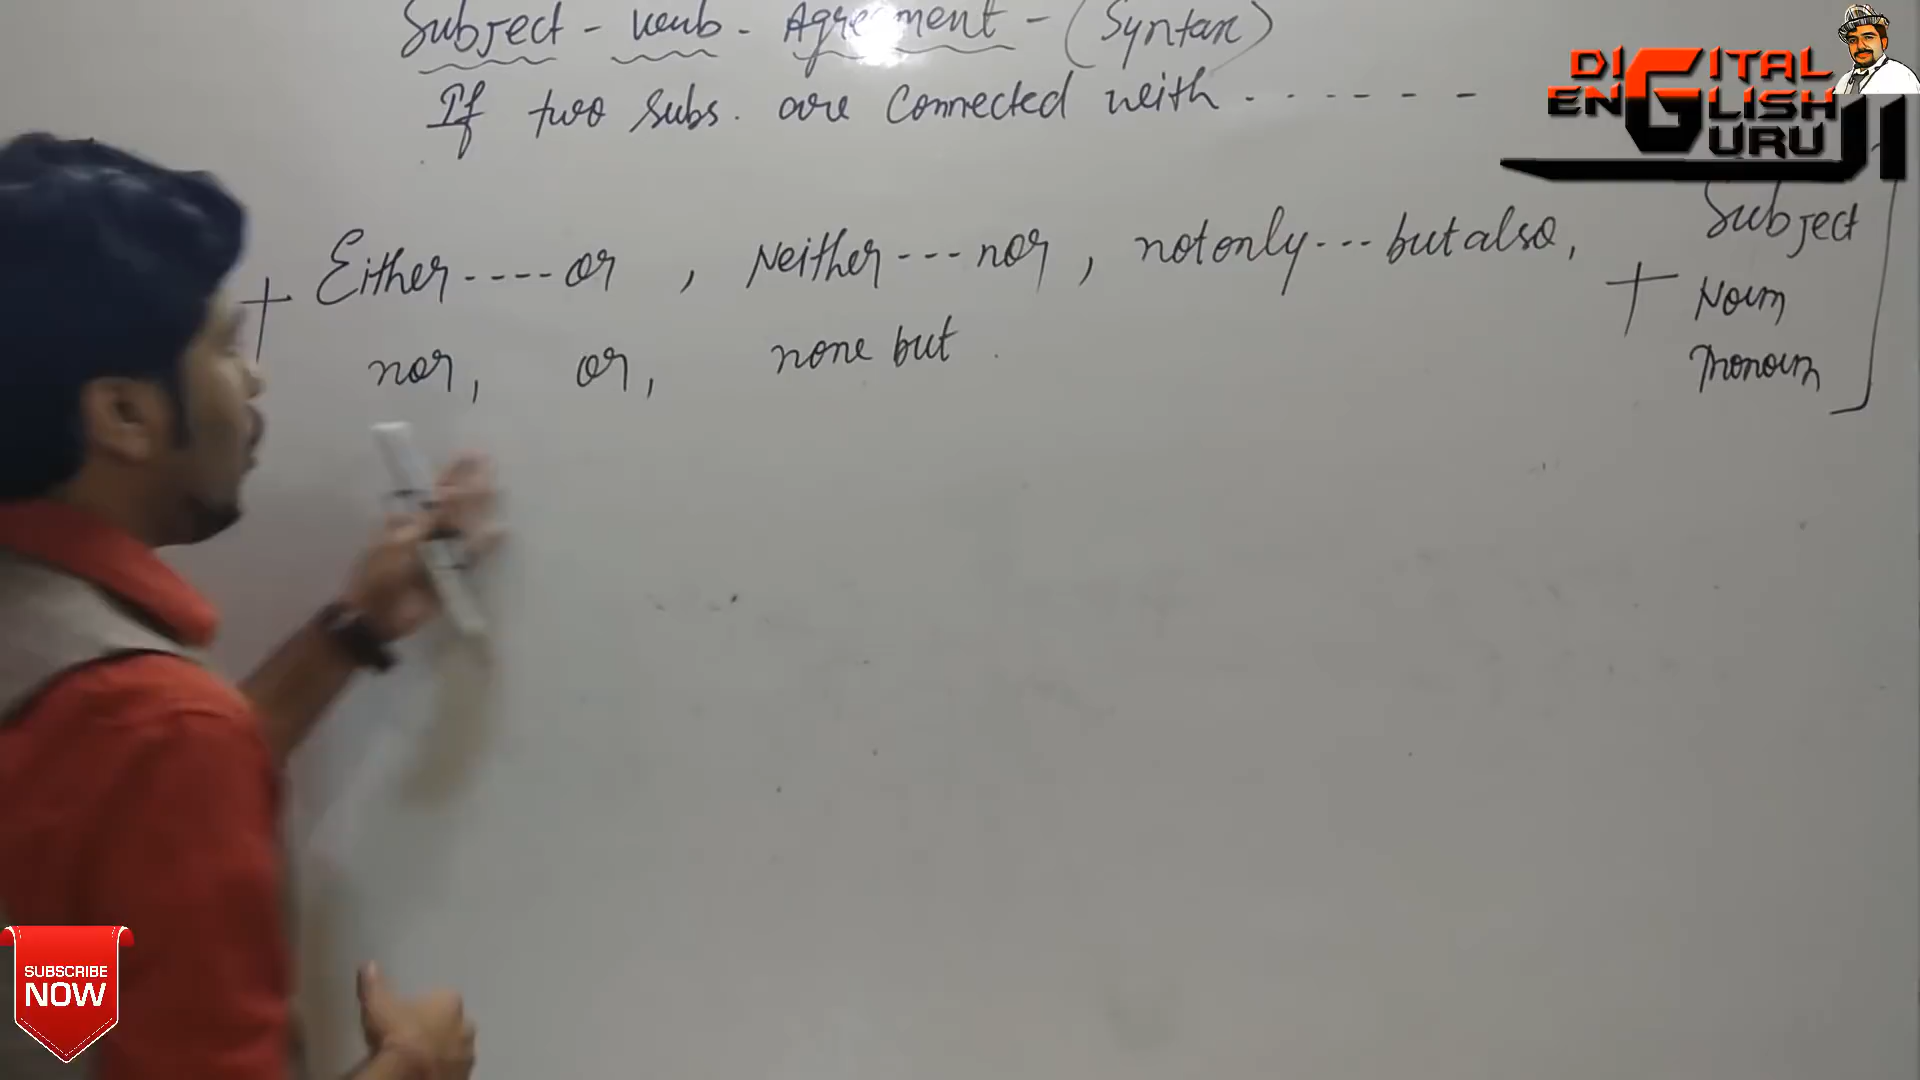 Subject - verb - Agreement - (Syntax)
If two subs. are Connected with - - - - - -
DIGITAL
ENGLISH
GURUJI
Subject
+ Either ---- or , Neither --- nor , not only --- but also, + Noun
nor, or, none but Pronoun
SUBSCRIBE
NOW